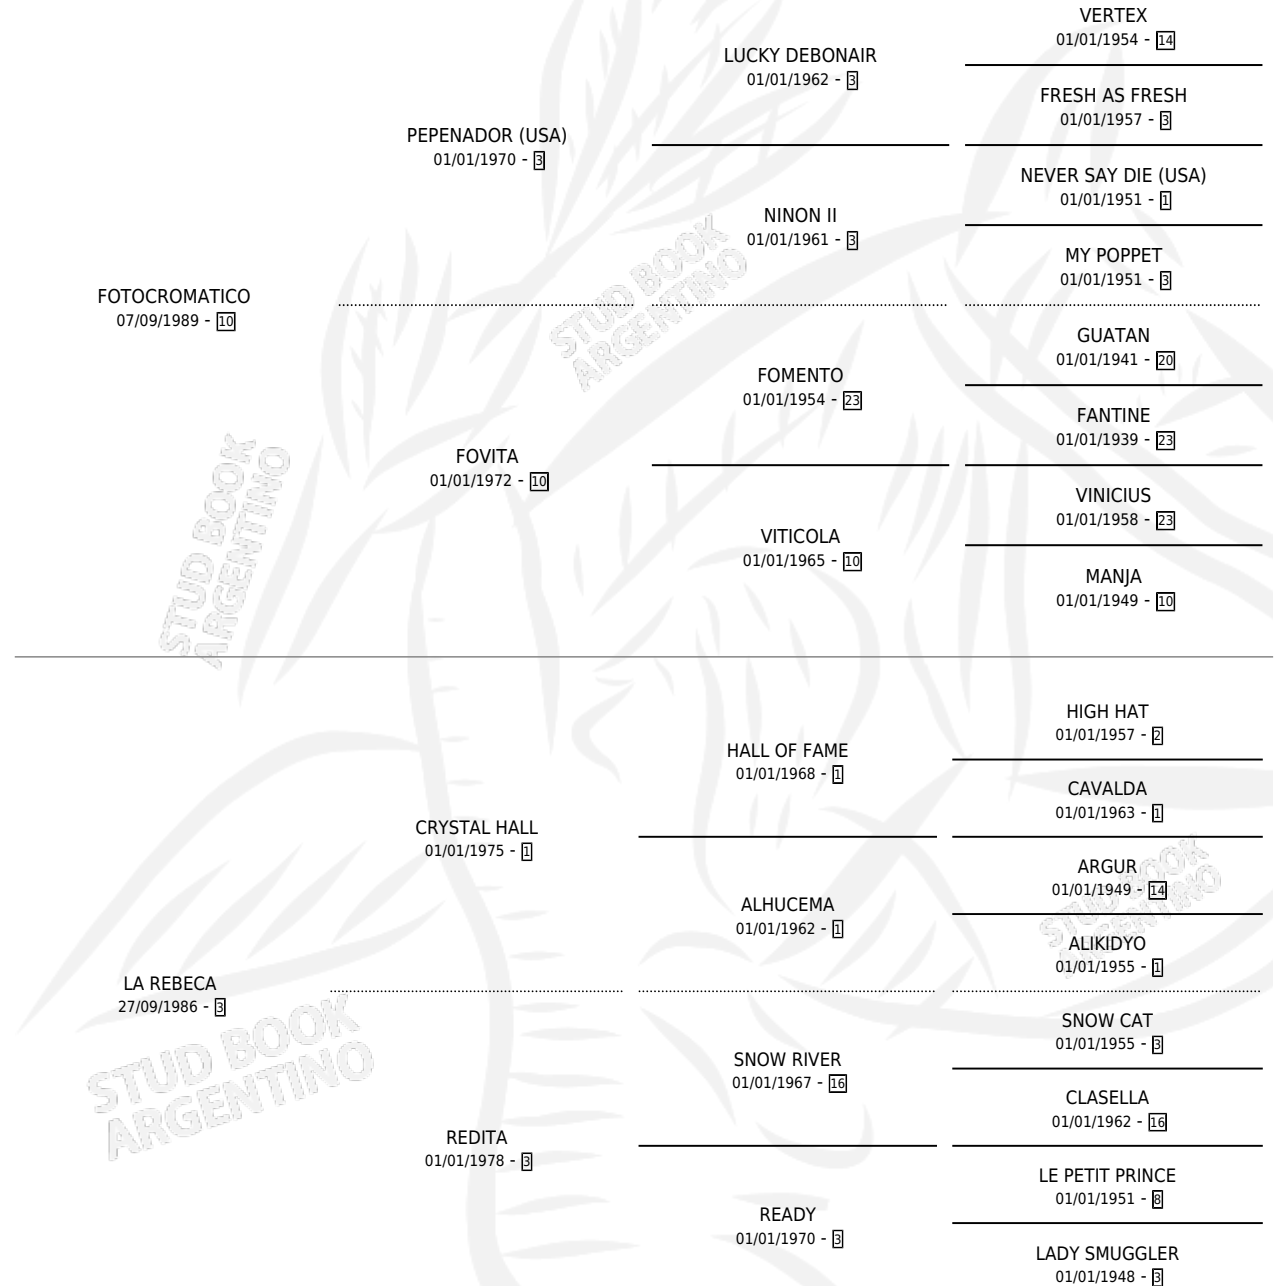 VERTEX
01/01/1954 - 14
LUCKY DEBONAIR
01/01/1962 - 3
FRESH AS FRESH
01/01/1957 - 3
PEPENADOR (USA)
01/01/1970 - 3
NEVER SAY DIE (USA)
01/01/1951 - 1
NINON II
01/01/1961 - 3
MY POPPET
01/01/1951 - 3
FOTOCROMATICO
07/09/1989 - 10
STUD BOOK
ARGENTINO
GUATAN
01/01/1941 - 20
FOMENTO
01/01/1954 - 23
FANTINE
01/01/1939 - 23
FOVITA
01/01/1972 - 10
VINICIUS
01/01/1958 - 23
VITICOLA
01/01/1965 - 10
MANJA
01/01/1949 - 10
STUD BOOK
ARGENTINO
HIGH HAT
01/01/1957 - 2
HALL OF FAME
01/01/1968 - 1
CAVALDA
01/01/1963 - 1
CRYSTAL HALL
01/01/1975 - 1
ARGUR
01/01/1949 - 14
ALHUCEMA
01/01/1962 - 1
STUD BOOK
ARGENTINO
ALIKIDYO
01/01/1955 - 1
LA REBECA
27/09/1986 - 3
SNOW CAT
01/01/1955 - 3
SNOW RIVER
01/01/1967 - 16
CLASELLA
01/01/1962 - 16
STUD BOOK
ARGENTINO
REDITA
01/01/1978 - 3
LE PETIT PRINCE
01/01/1951 - 8
READY
01/01/1970 - 3
LADY SMUGGLER
01/01/1948 - 3